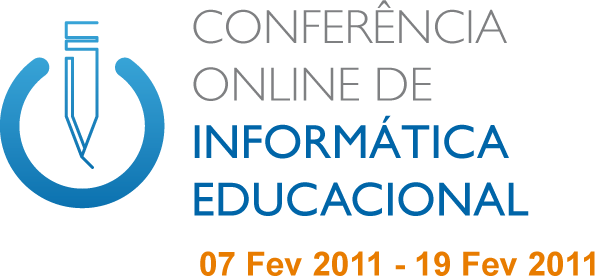 CONFERÊNCIA
ONLINE DE
INFORMÁTICA
EDUCACIONAL
07 Fev 2011 - 19 Fev 2011